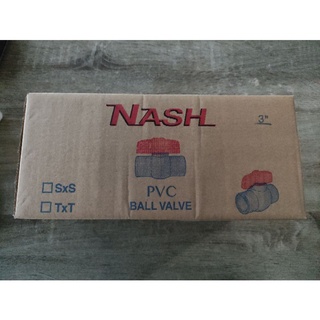 NASH
3"
SxS
TxT
PVC
BALL VALVE